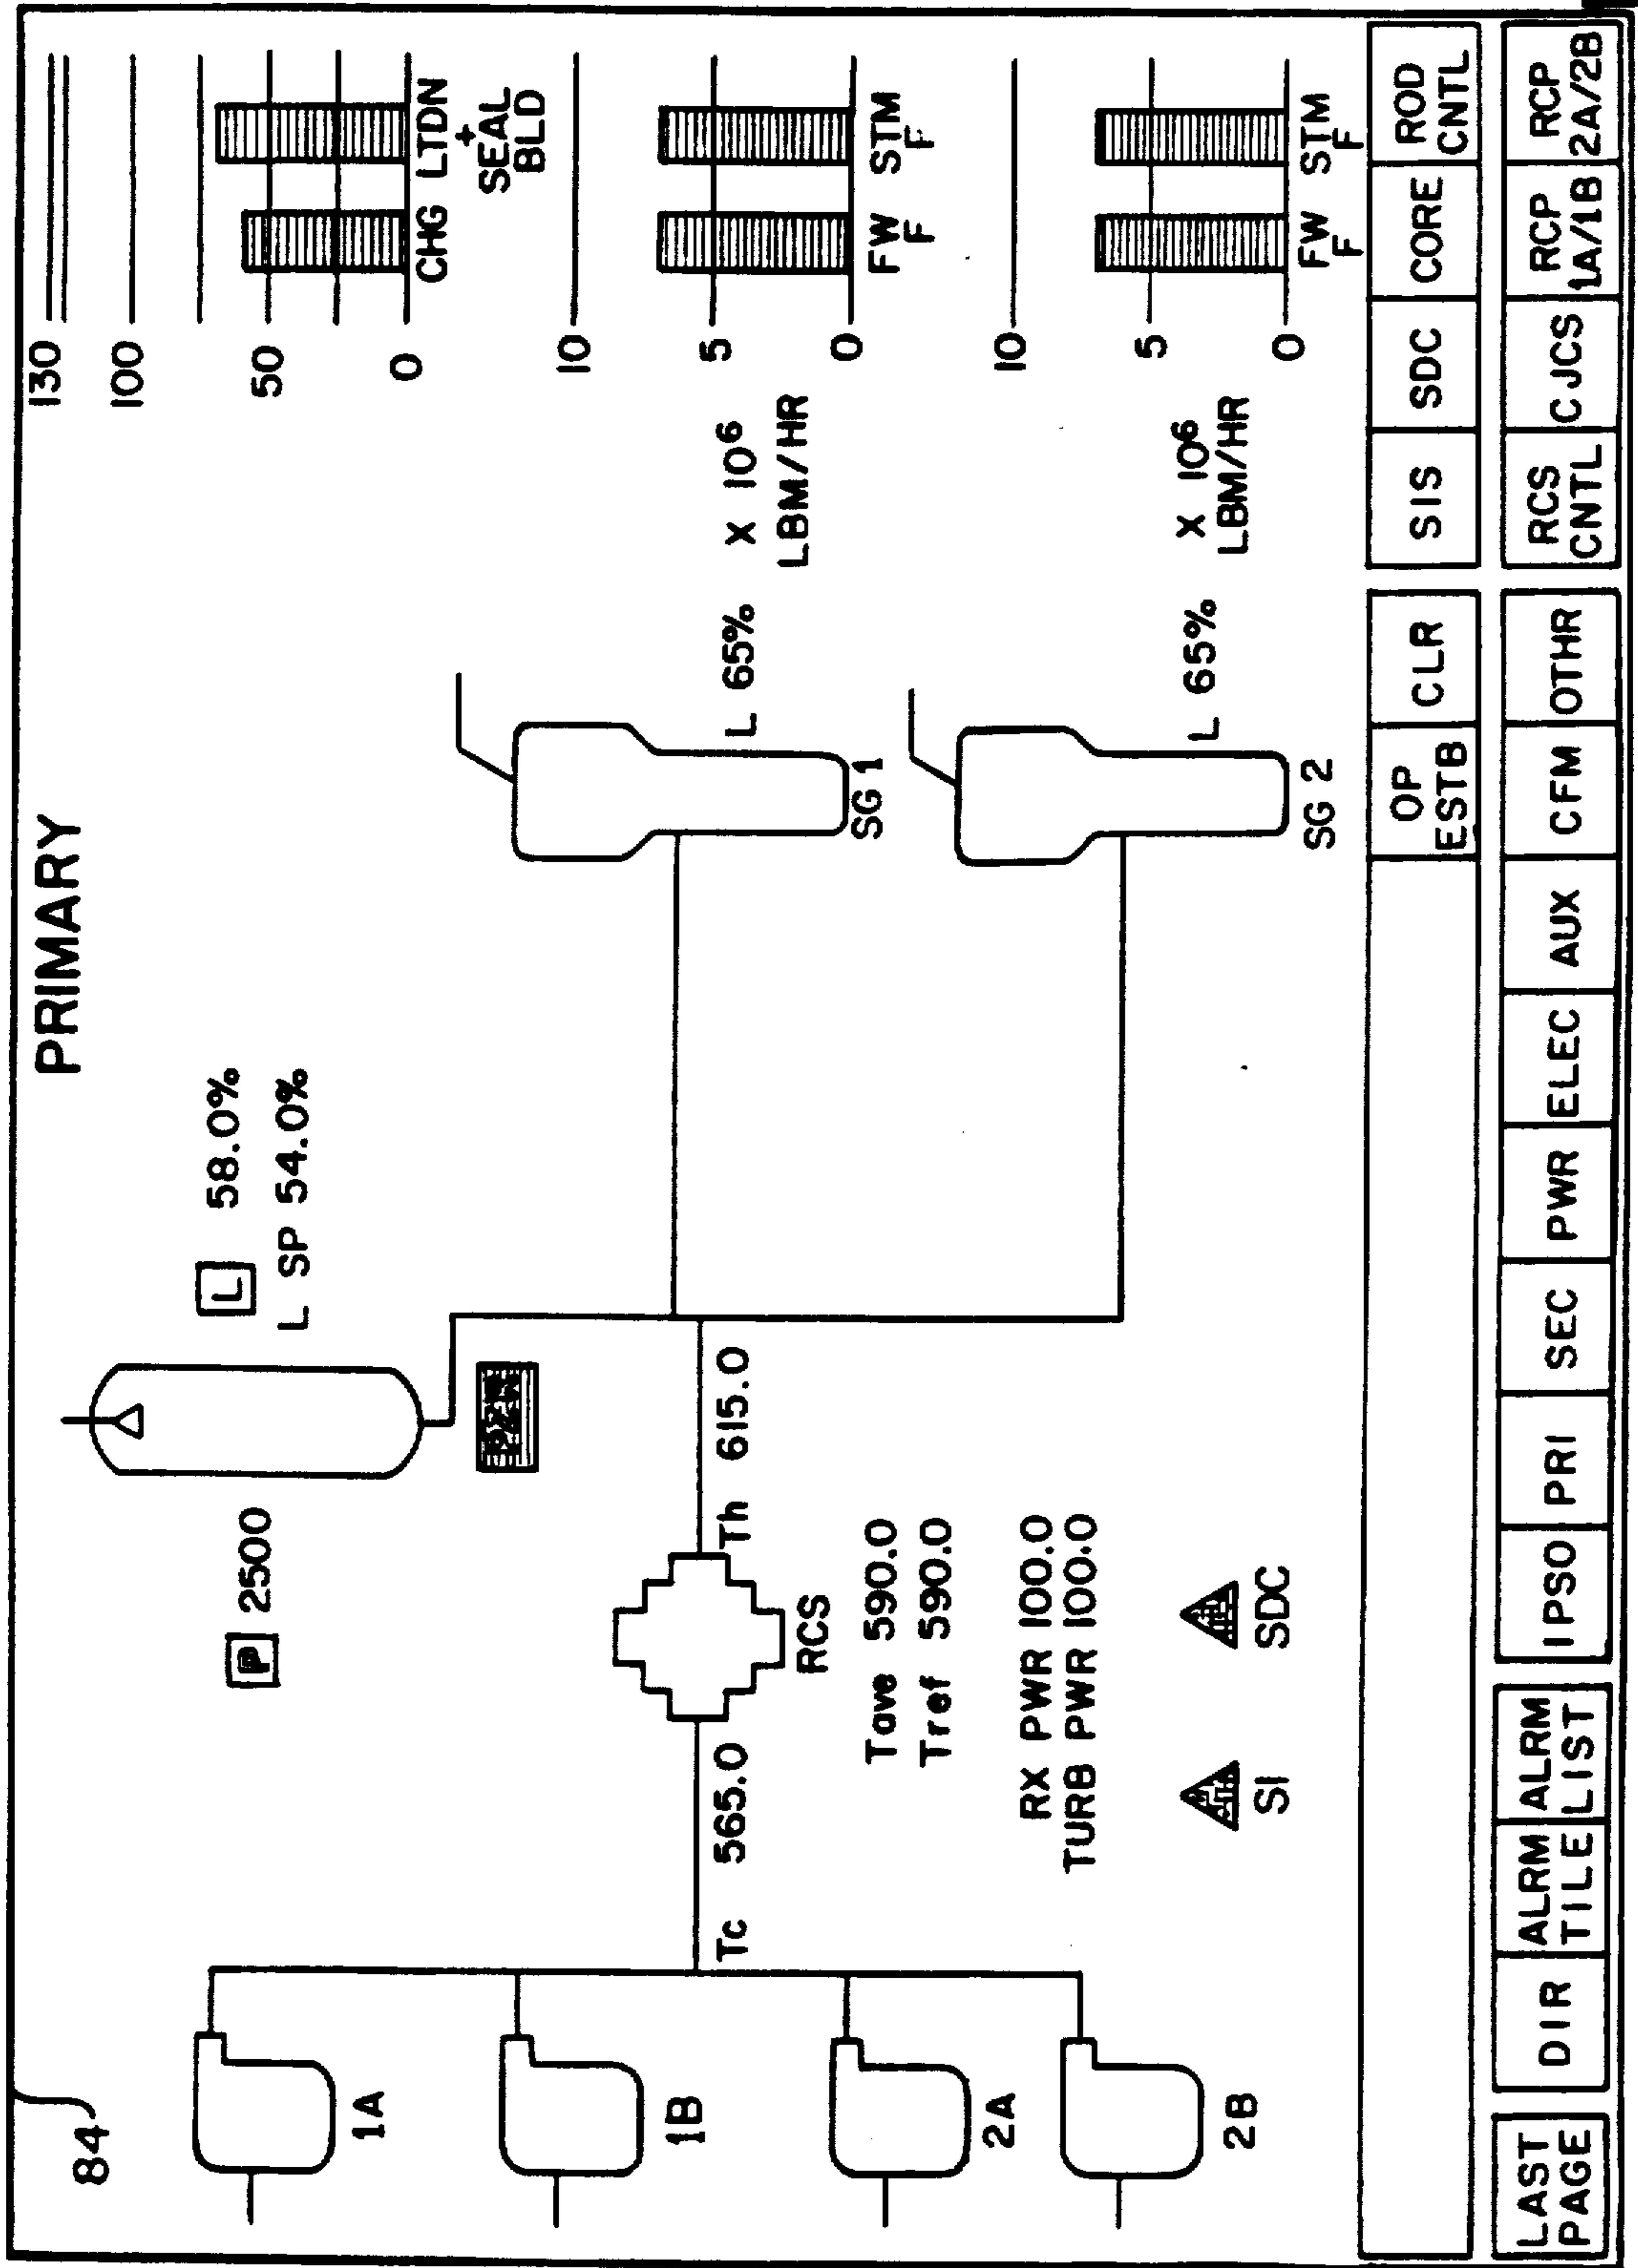 84
PRIMARY
130
100
50
0
CHG LTDN
+
SEAL
BLD
P 2500
L 58.0%
L SP 54.0%
1A
1B
2A
2B
Tc 565.0
Th 615.0
RCS
Tave 590.0
Tref 590.0
RX PWR 100.0
TURB PWR 100.0
SI
SDC
SG 1
L 65%
X 10⁶
LBM/HR
10
5
0
FW STM
F F
SG 2
L 65%
X 10⁶
LBM/HR
10
5
0
FW STM
F F
OP
ESTB
CLR
SIS
SDC
CORE
ROD
CNTL
LAST
PAGE
DIR
ALRM
TILE
ALRM
LIST
IPSO
PRI
SEC
PWR
ELEC
AUX
CFM
OTHR
RCS
CNTL
CJCS
RCP
1A/1B
RCP
2A/2B